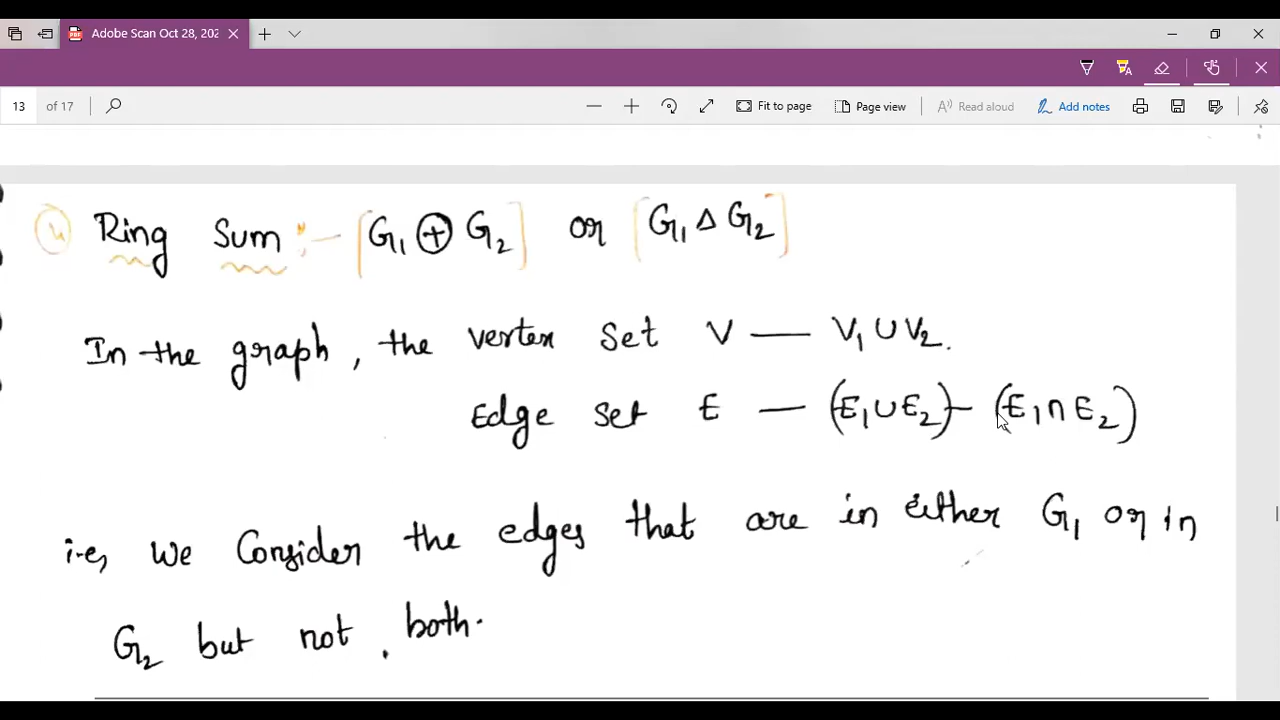 Adobe Scan Oct 28, 202
13 of 17
Fit to page
Page view
Read aloud
Add notes
4 Ring Sum :- [G₁ ⊕ G₂] or [G₁ Δ G₂]
In the graph, the vertex set V — V₁ ∪ V₂.
Edge set E — (E₁ ∪ E₂) - (E₁ ∩ E₂)
i.e, we Consider the edges that are in either G₁ or in
G₂ but not, both.